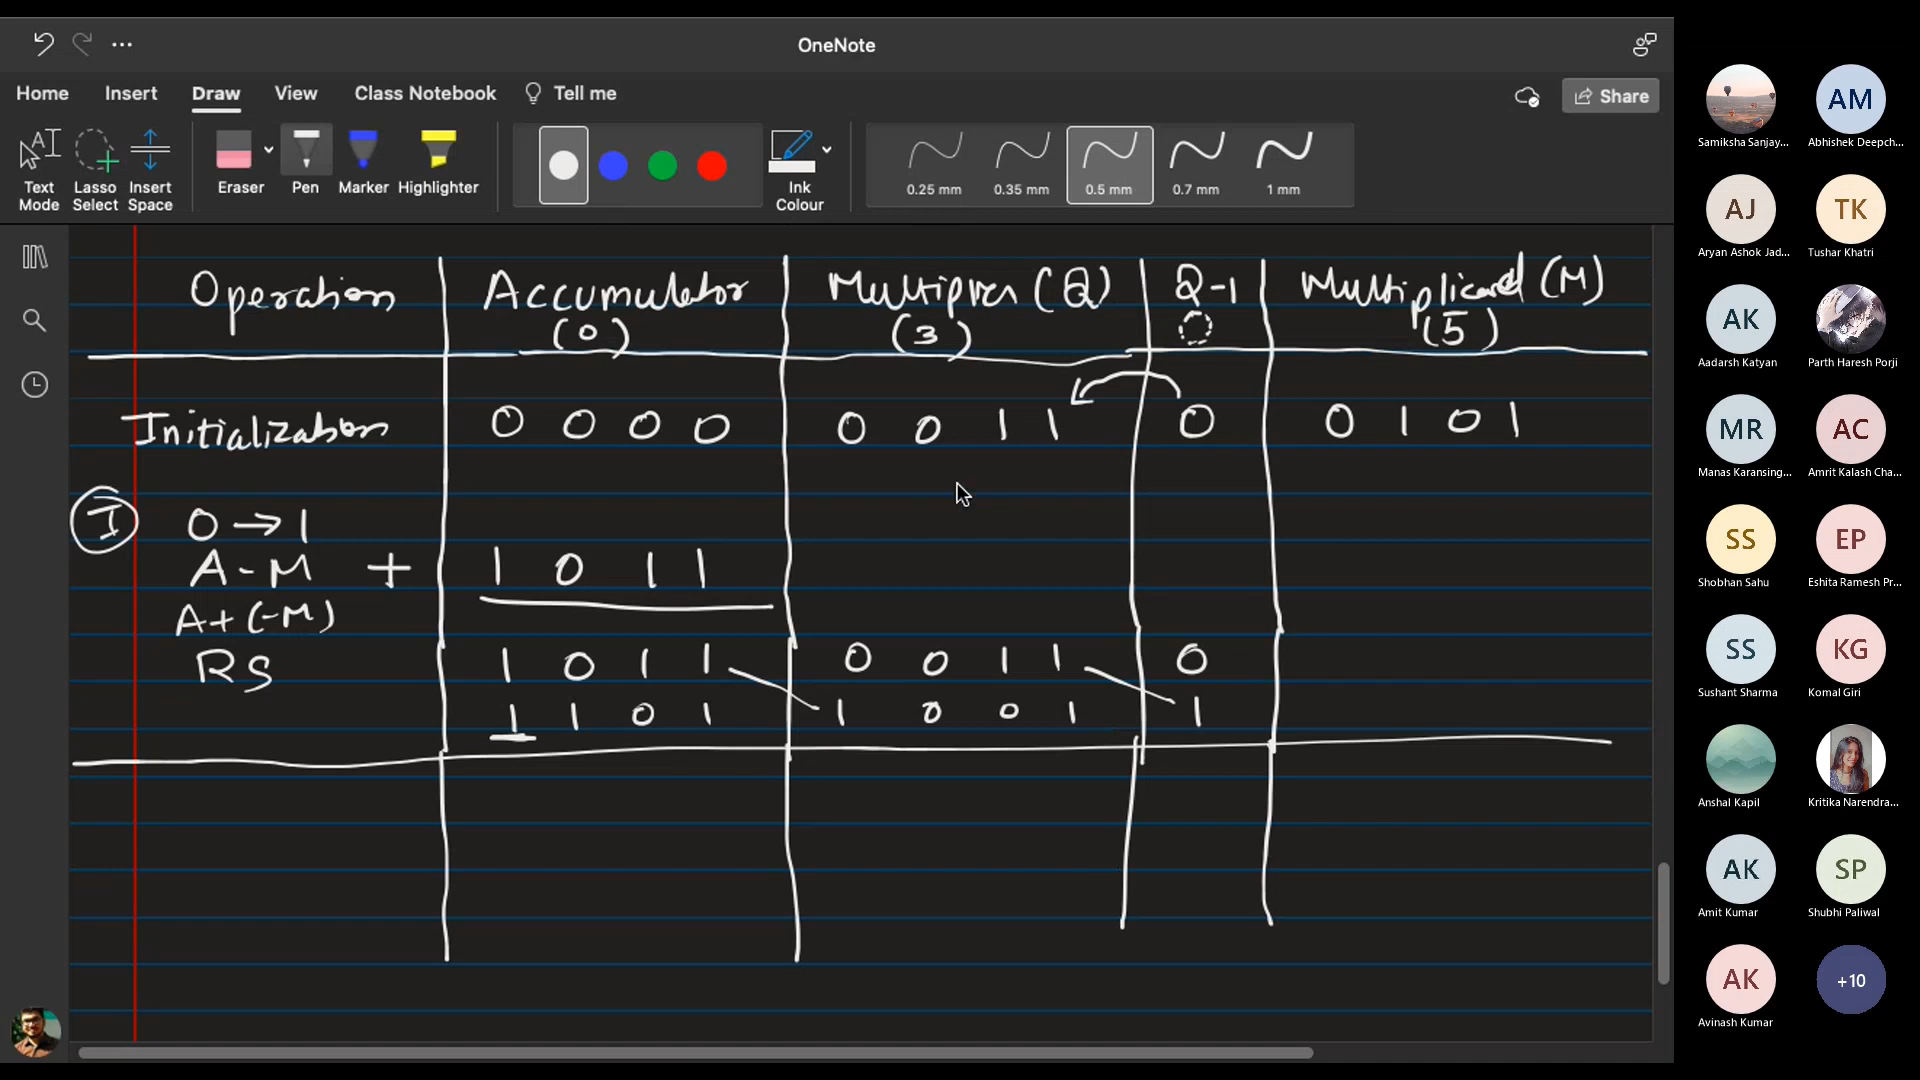 OneNote
Home Insert Draw View Class Notebook Tell me
Share
Text Mode
Lasso Select
Insert Space
Eraser
Pen
Marker
Highlighter
Ink Colour
0.25 mm
0.35 mm
0.5 mm
0.7 mm
1 mm
Operation Accumulator Multiplier (Q) Q-1 Multiplicand (M)
(0) (3) (5)
Initialization 0 0 0 0 0 0 1 1 0 0 1 0 1
I 0 → 1
A - M + 1 0 1 1
A + (-M)
RS 1 0 1 1 0 0 1 1 0
1 1 0 1 1 0 0 1 1
Samiksha Sanjay...
AM
Abhishek Deepch...
AJ
Aryan Ashok Jad...
TK
Tushar Khatri
AK
Aadarsh Katyan
Parth Haresh Porji
MR
Manas Karansing...
AC
Amrit Kalash Cha...
SS
Shobhan Sahu
EP
Eshita Ramesh Pr...
SS
Sushant Sharma
KG
Komal Giri
Anshal Kapil
Kritika Narendra...
AK
Amit Kumar
SP
Shubhi Paliwal
AK
Avinash Kumar
+10